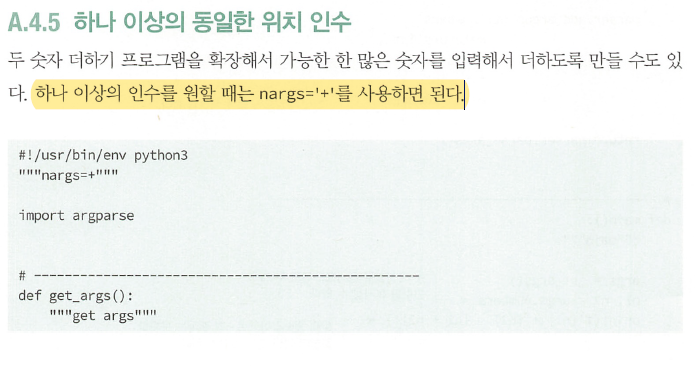 A.4.5 하나 이상의 동일한 위치 인수
두 숫자 더하기 프로그램을 확장해서 가능한 한 많은 숫자를 입력해서 더하도록 만들 수도 있
다. 하나 이상의 인수를 원할 때는 nargs='+'를 사용하면 된다.
#!/usr/bin/env python3
"""nargs=+"""
import argparse
# --------------------------------------------------
def get_args():
    """get args"""